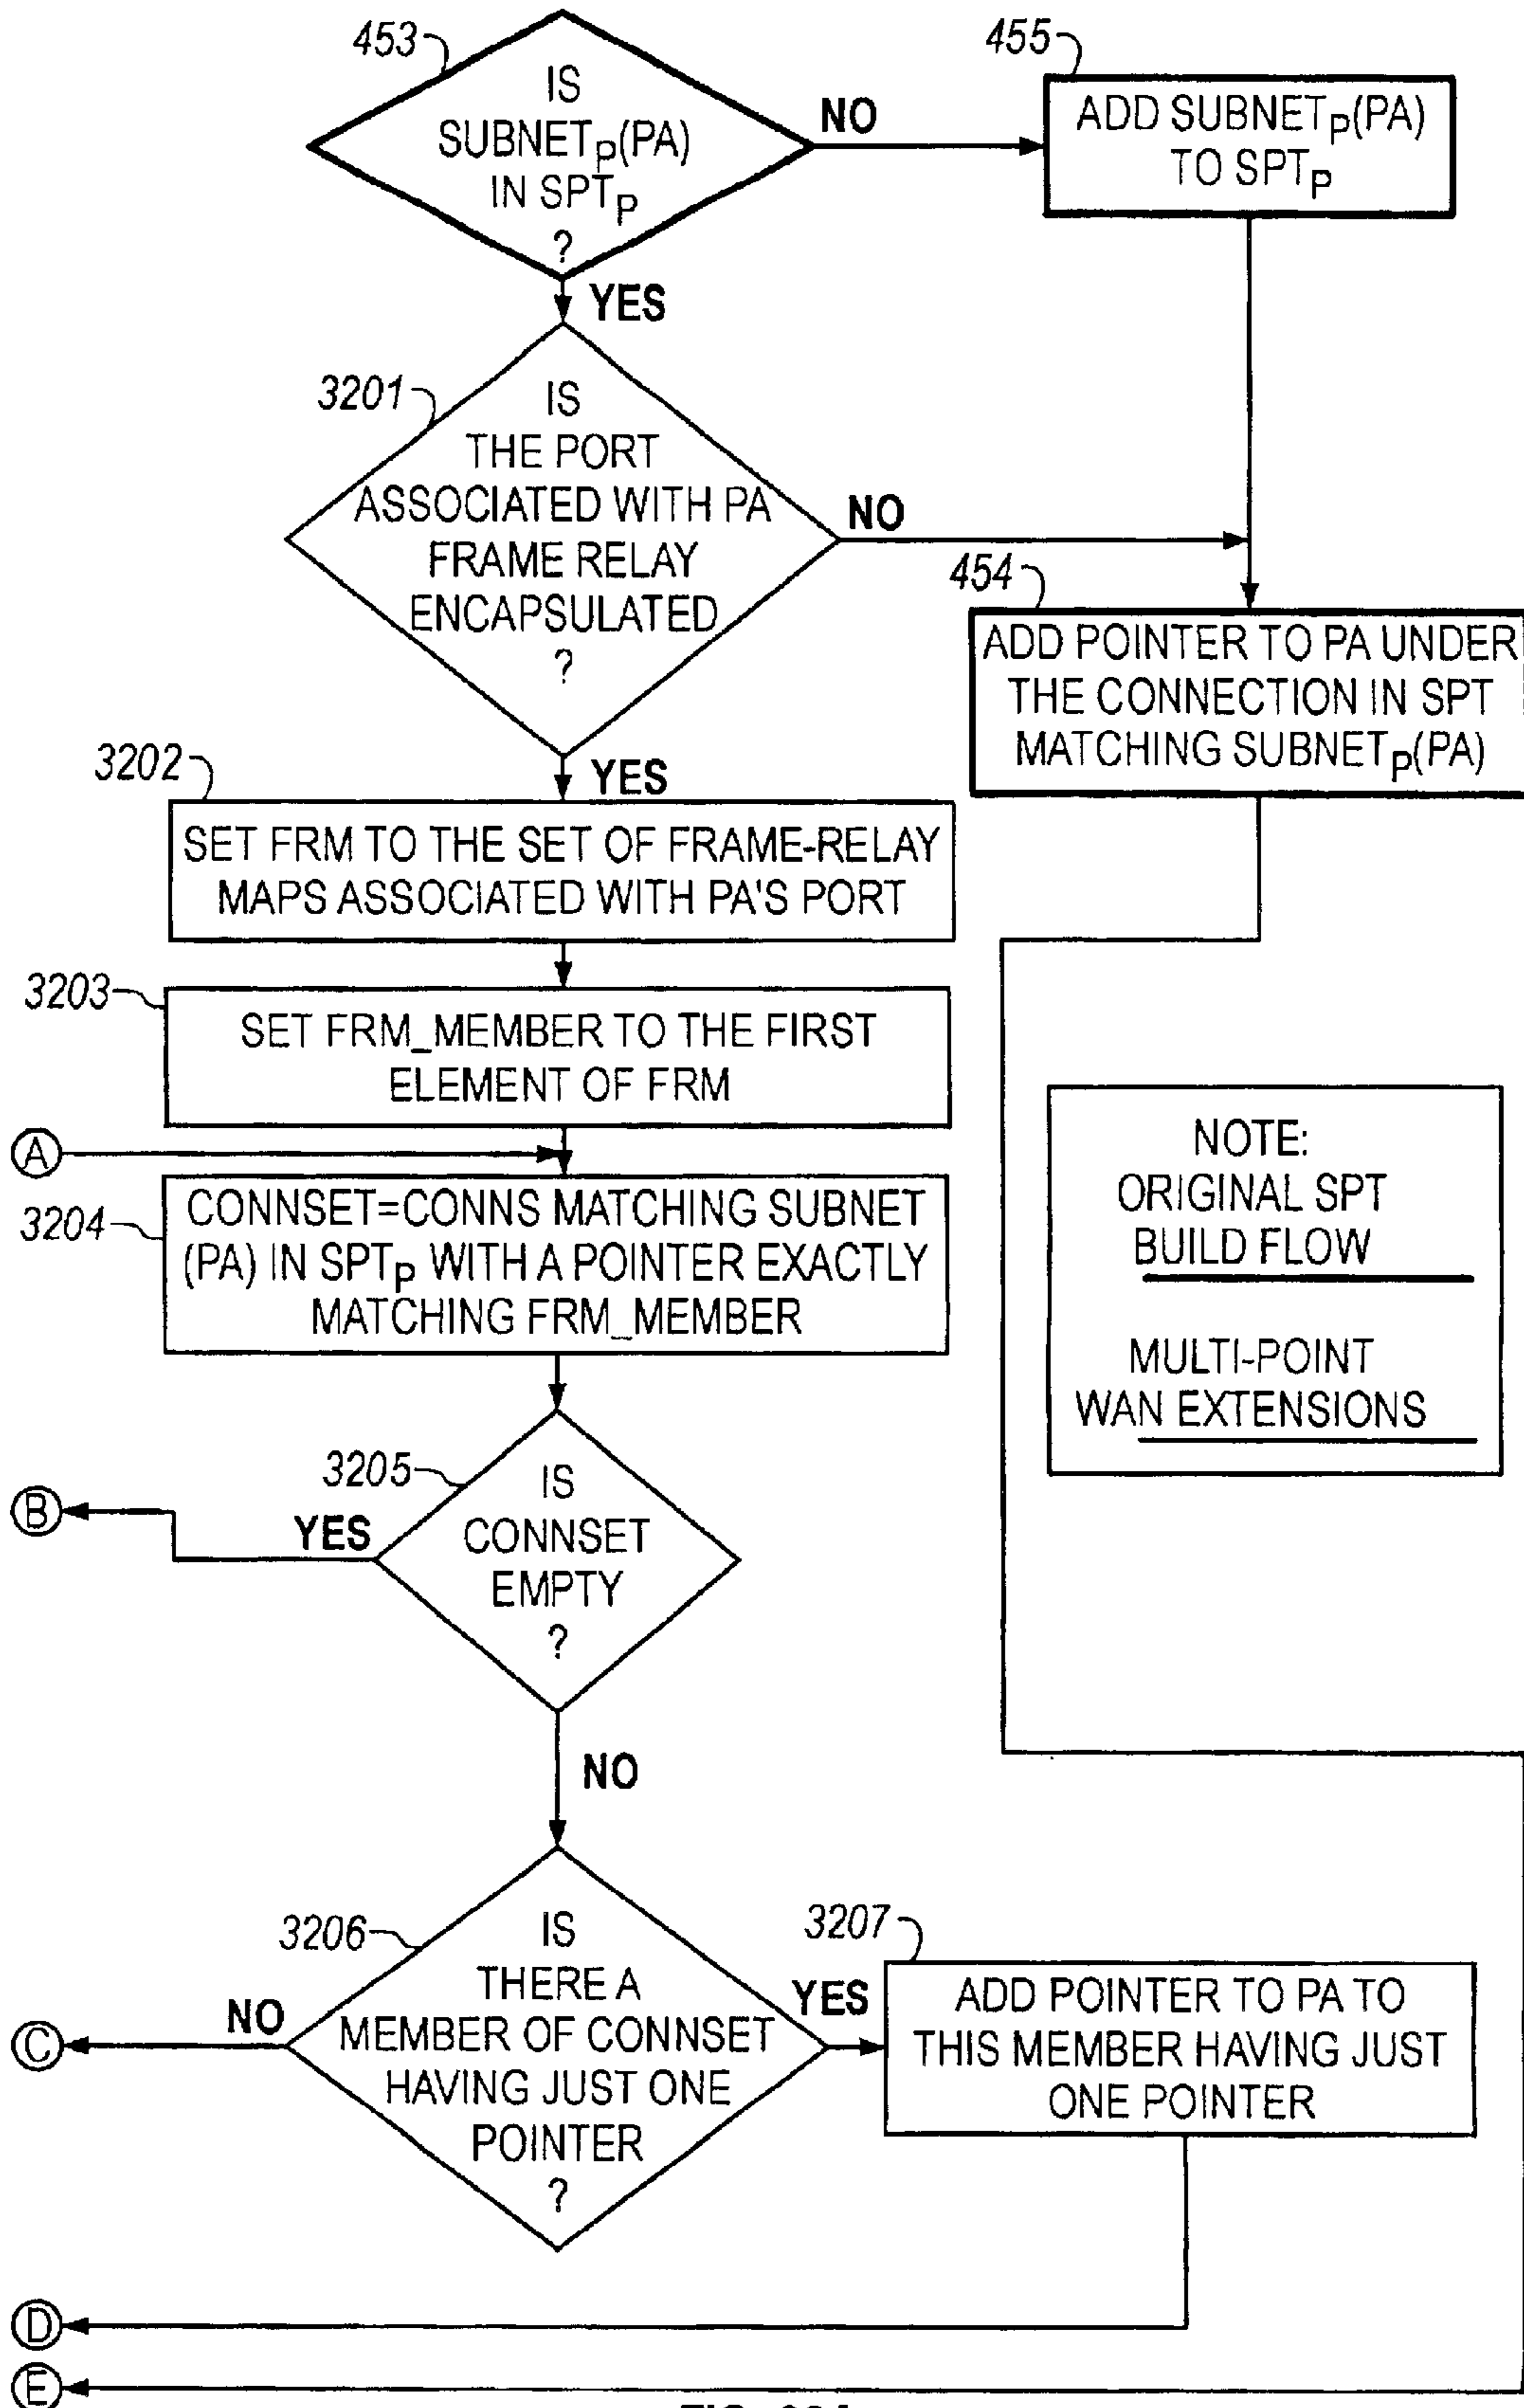 453
IS
SUBNETP(PA)
IN SPTP
?
NO
455
ADD SUBNETP(PA)
TO SPTP
YES
3201
IS
THE PORT
ASSOCIATED WITH PA
FRAME RELAY
ENCAPSULATED
?
NO
454
ADD POINTER TO PA UNDER
THE CONNECTION IN SPT
MATCHING SUBNETP(PA)
YES
3202
SET FRM TO THE SET OF FRAME-RELAY
MAPS ASSOCIATED WITH PA'S PORT
3203
SET FRM_MEMBER TO THE FIRST
ELEMENT OF FRM
A
3204
CONNSET=CONNS MATCHING SUBNET
(PA) IN SPTP WITH A POINTER EXACTLY
MATCHING FRM_MEMBER
NOTE:
ORIGINAL SPT
BUILD FLOW
MULTI-POINT
WAN EXTENSIONS
3205
IS
CONNSET
EMPTY
?
YES
B
NO
3206
IS
THERE A
MEMBER OF CONNSET
HAVING JUST ONE
POINTER
?
NO
C
YES
3207
ADD POINTER TO PA TO
THIS MEMBER HAVING JUST
ONE POINTER
D
E